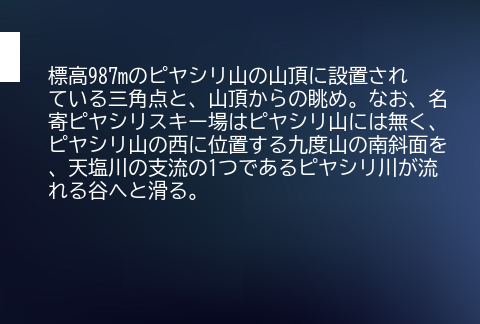 標高987mのピヤシリ山の山頂に設置され
ている三角点と、山頂からの眺め。なお、名
寄ピヤシリスキー場はピヤシリ山には無く、
ピヤシリ山の西に位置する九度山の南斜面を
、天塩川の支流の1つであるピヤシリ川が流
れる谷へと滑る。